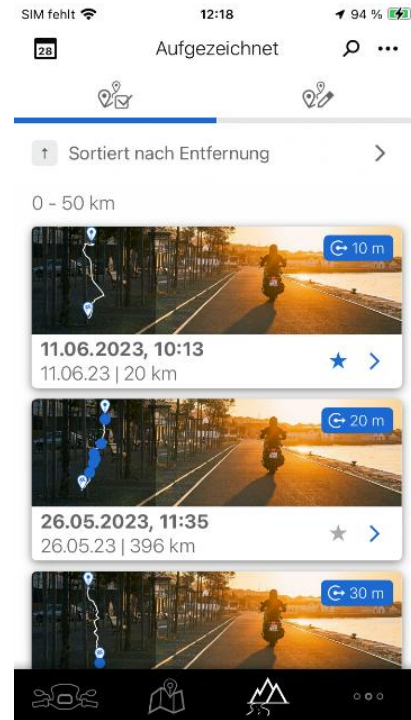 SIM fehlt 12:18 94 %
28 Aufgezeichnet
↑ Sortiert nach Entfernung
0 - 50 km
10 m
11.06.2023, 10:13
11.06.23 | 20 km
20 m
26.05.2023, 11:35
26.05.23 | 396 km
30 m